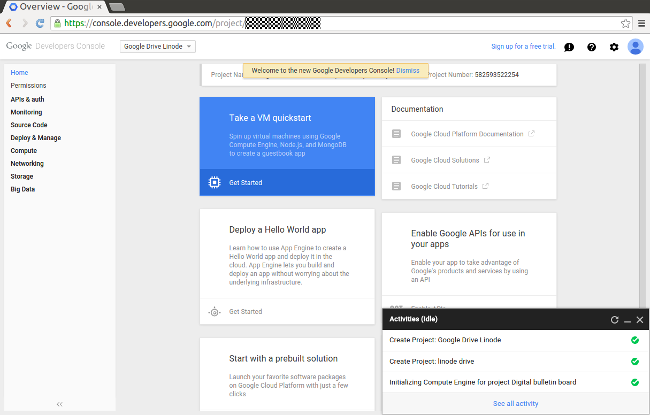 Overview - Goog
https://console.developers.google.com/project/
Google Developers Console
Google Drive Linode
Sign up for a free trial
Welcome to the new Google Developers Console! Dismiss
Project Na
Project Number: 582593522254
Home
Permissions
APIs & auth
Monitoring
Source Code
Deploy & Manage
Compute
Networking
Storage
Big Data
Take a VM quickstart
Spin up virtual machines using Google
Compute Engine, Node.js, and MongoDB
to create a guestbook app
Get Started
Documentation
Google Cloud Platform Documentation
Google Cloud Solutions
Google Cloud Tutorials
Deploy a Hello World app
Learn how to use App Engine to create a
Hello World app and deploy it in the
cloud. App Engine lets you build and
deploy an app without worrying about the
underlying infrastructure.
Get Started
Enable Google APIs for use in
your apps
Enable your app to take advantage of
Google's products and services by using
an API
Start with a prebuilt solution
Launch your favorite software packages
on Google Cloud Platform with just a few
clicks
Activities (Idle)
Create Project: Google Drive Linode
Create Project: linode drive
Initializing Compute Engine for project Digital bulletin board
See all activity